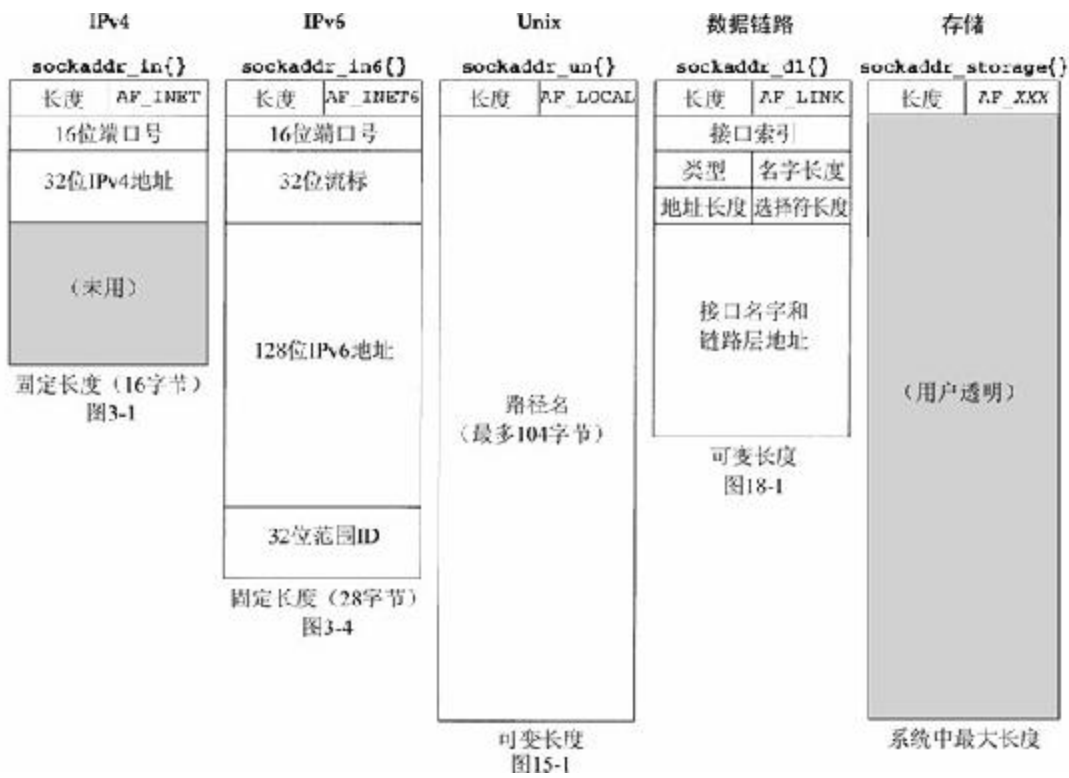 IPv4
sockaddr_in{}
长度 AF_INET
16位端口号
32位IPv4地址
（未用）
固定长度（16字节）
图3-1
IPv6
sockaddr_in6{}
长度 AF_INET6
16位端口号
32位流标
128位IPv6地址
32位范围ID
固定长度（28字节）
图3-4
Unix
sockaddr_un{}
长度 AF_LOCAL
路径名
（最多104字节）
可变长度
图15-1
数据链路
sockaddr_dl{}
长度 AF_LINK
接口索引
类型 名字长度
地址长度 选择符长度
接口名字和
链路层地址
可变长度
图18-1
存储
sockaddr_storage{}
长度 AF_XXX
（用户透明）
系统中最大长度